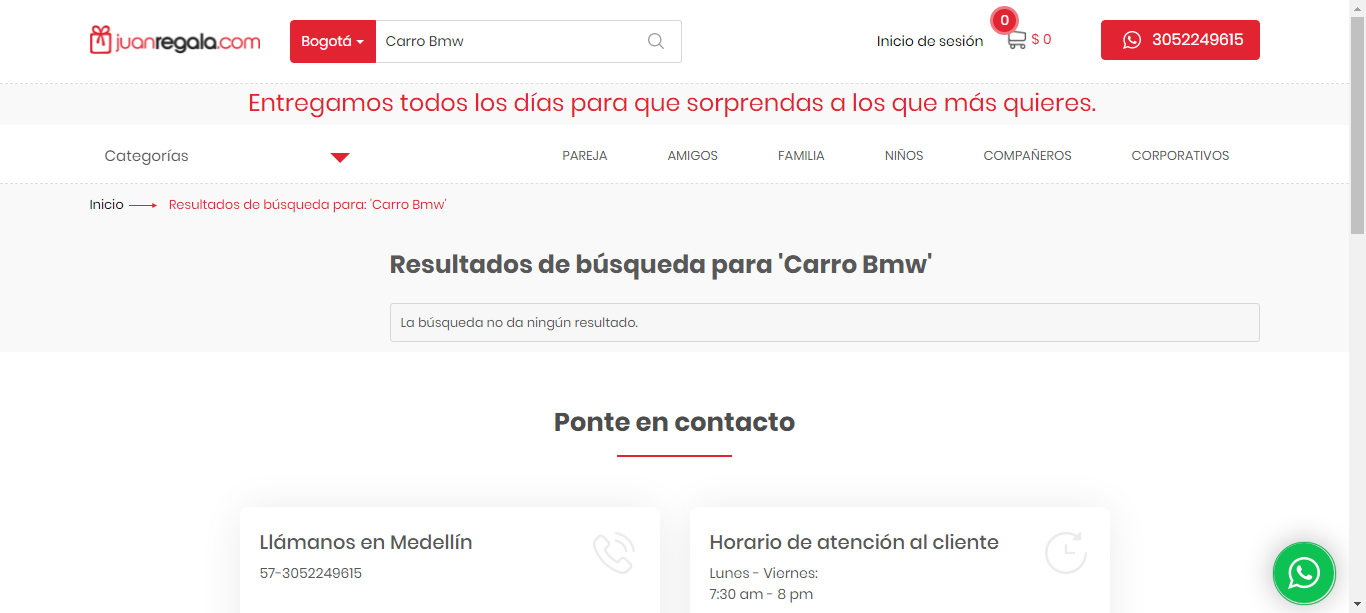 juanregala.com
Bogotá
Carro Bmw
Inicio de sesión
0
$ 0
3052249615
Entregamos todos los días para que sorprendas a los que más quieres.
Categorías
PAREJA
AMIGOS
FAMILIA
NIÑOS
COMPAÑEROS
CORPORATIVOS
Inicio
Resultados de búsqueda para: 'Carro Bmw'
Resultados de búsqueda para 'Carro Bmw'
La búsqueda no da ningún resultado.
Ponte en contacto
Llámanos en Medellín
57-3052249615
Horario de atención al cliente
Lunes - Viernes:
7:30 am - 8 pm